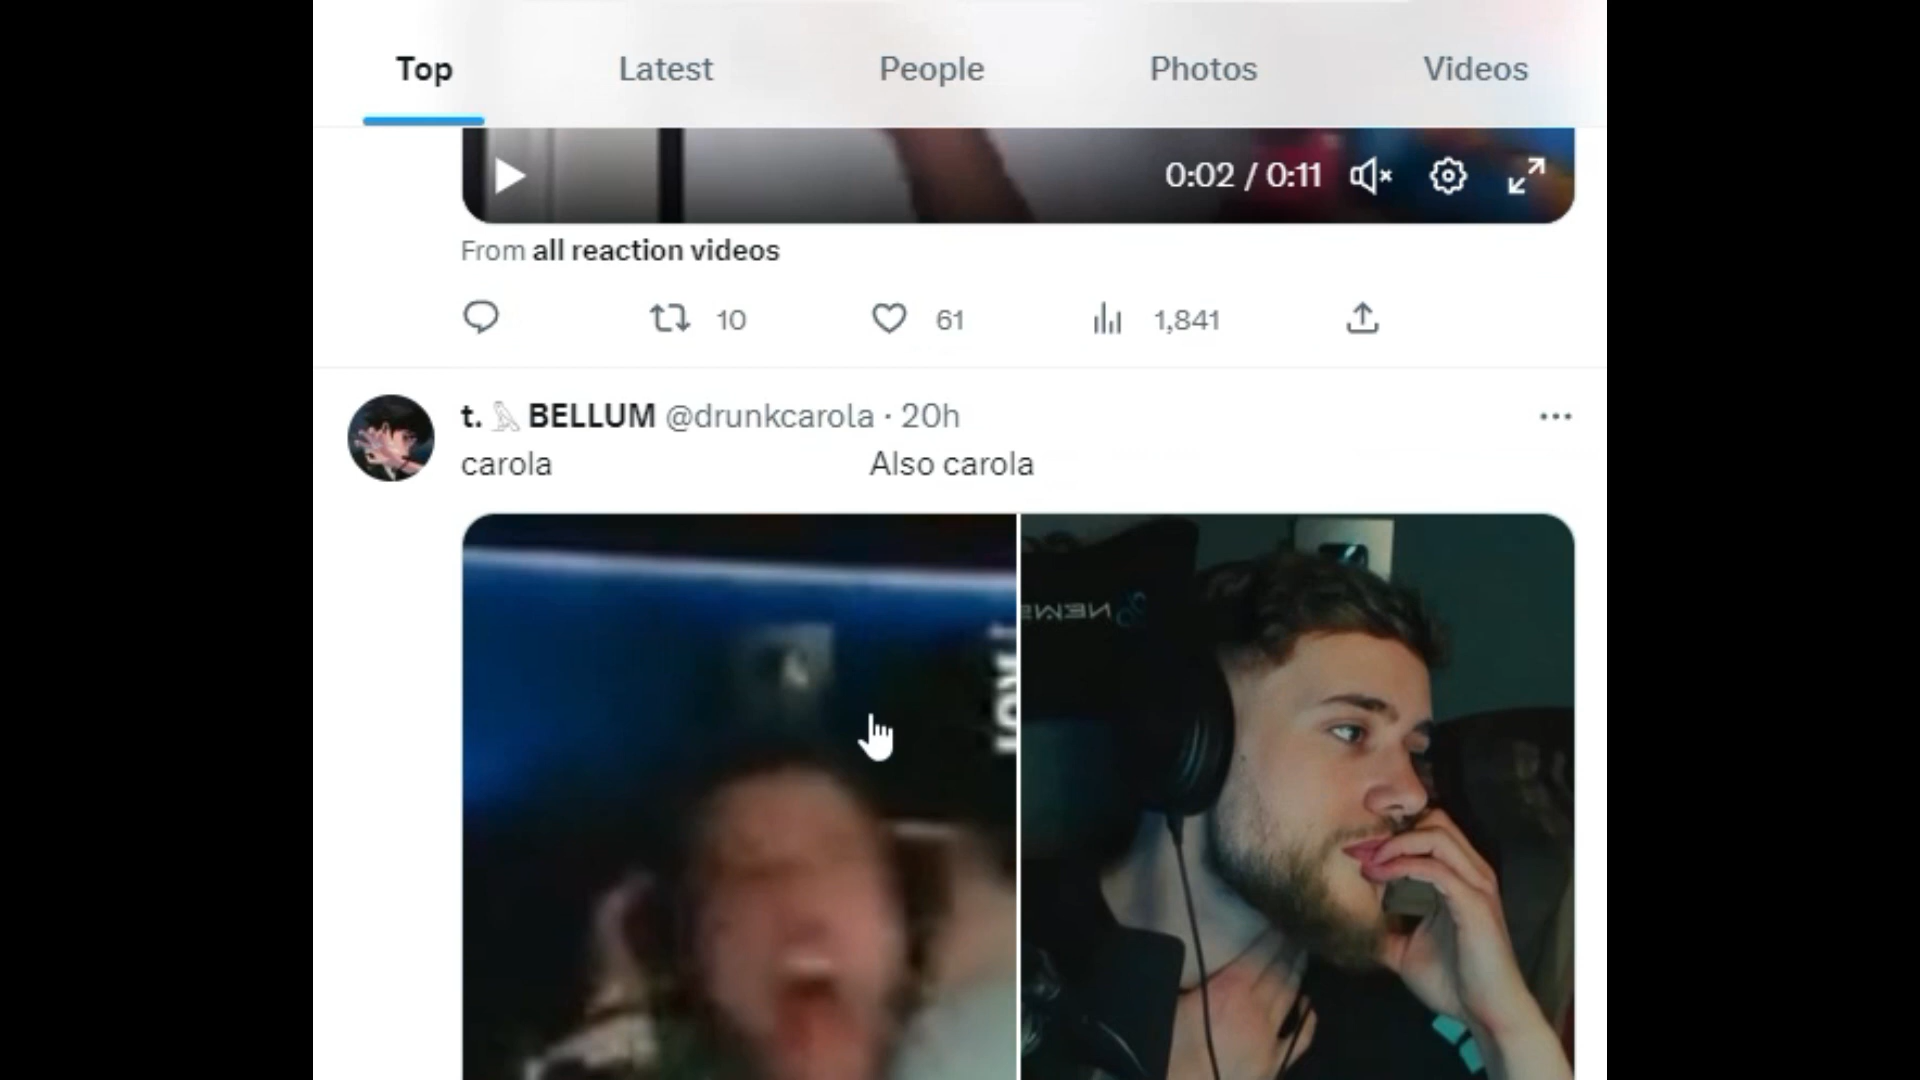 Top Latest People Photos Videos
0:02 / 0:11
From all reaction videos
10 61 1,841
t. BELLUM @drunkcarola · 20h
carola Also carola